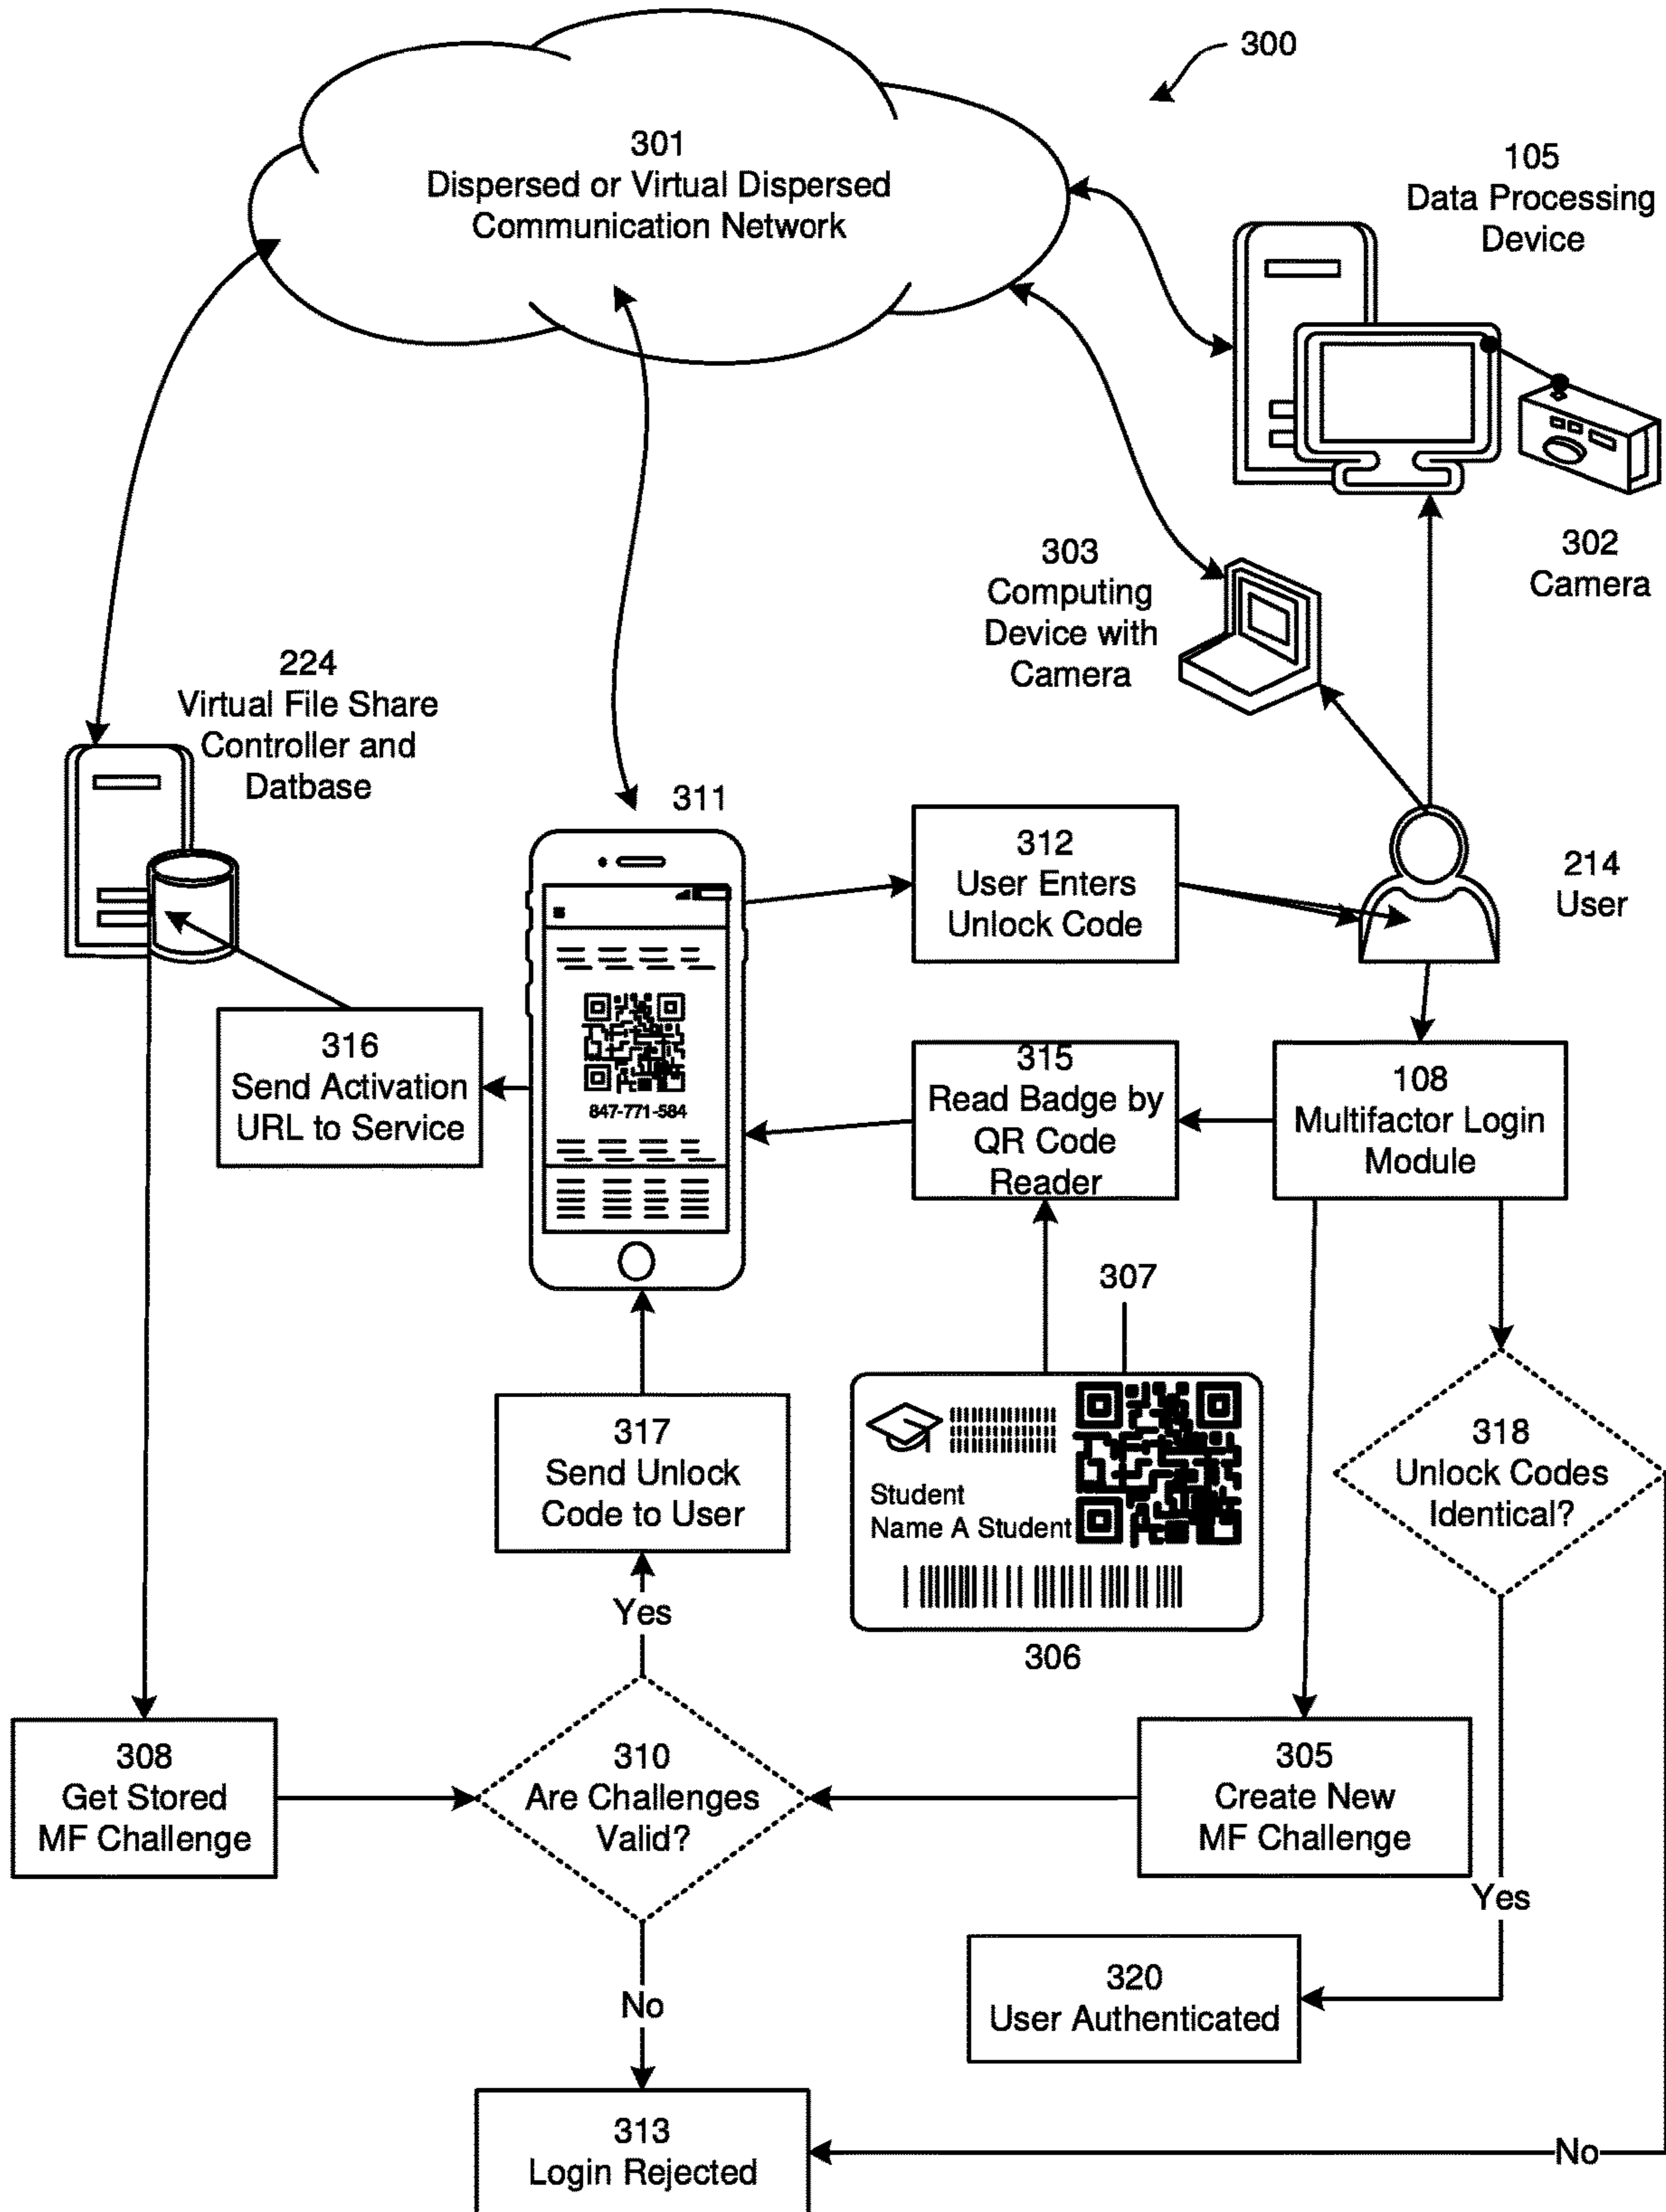 300
301
Dispersed or Virtual Dispersed
Communication Network
105
Data Processing
Device
302
Camera
303
Computing
Device with
Camera
224
Virtual File Share
Controller and
Datbase
311
312
User Enters
Unlock Code
214
User
316
Send Activation
URL to Service
847-771-584
315
Read Badge by
QR Code
Reader
108
Multifactor Login
Module
307
317
Send Unlock
Code to User
Student
Name A Student
318
Unlock Codes
Identical?
Yes
306
308
Get Stored
MF Challenge
310
Are Challenges
Valid?
305
Create New
MF Challenge
Yes
320
User Authenticated
No
313
Login Rejected
No